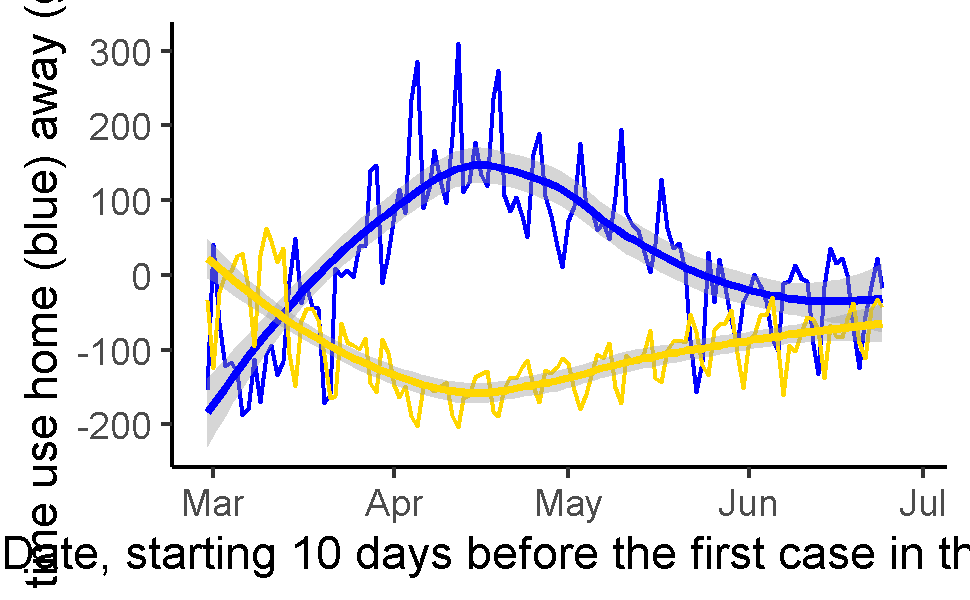 time use home (blue) away (
300
200
100
0
-100
-200
Mar Apr May Jun Jul
Date, starting 10 days before the first case in th